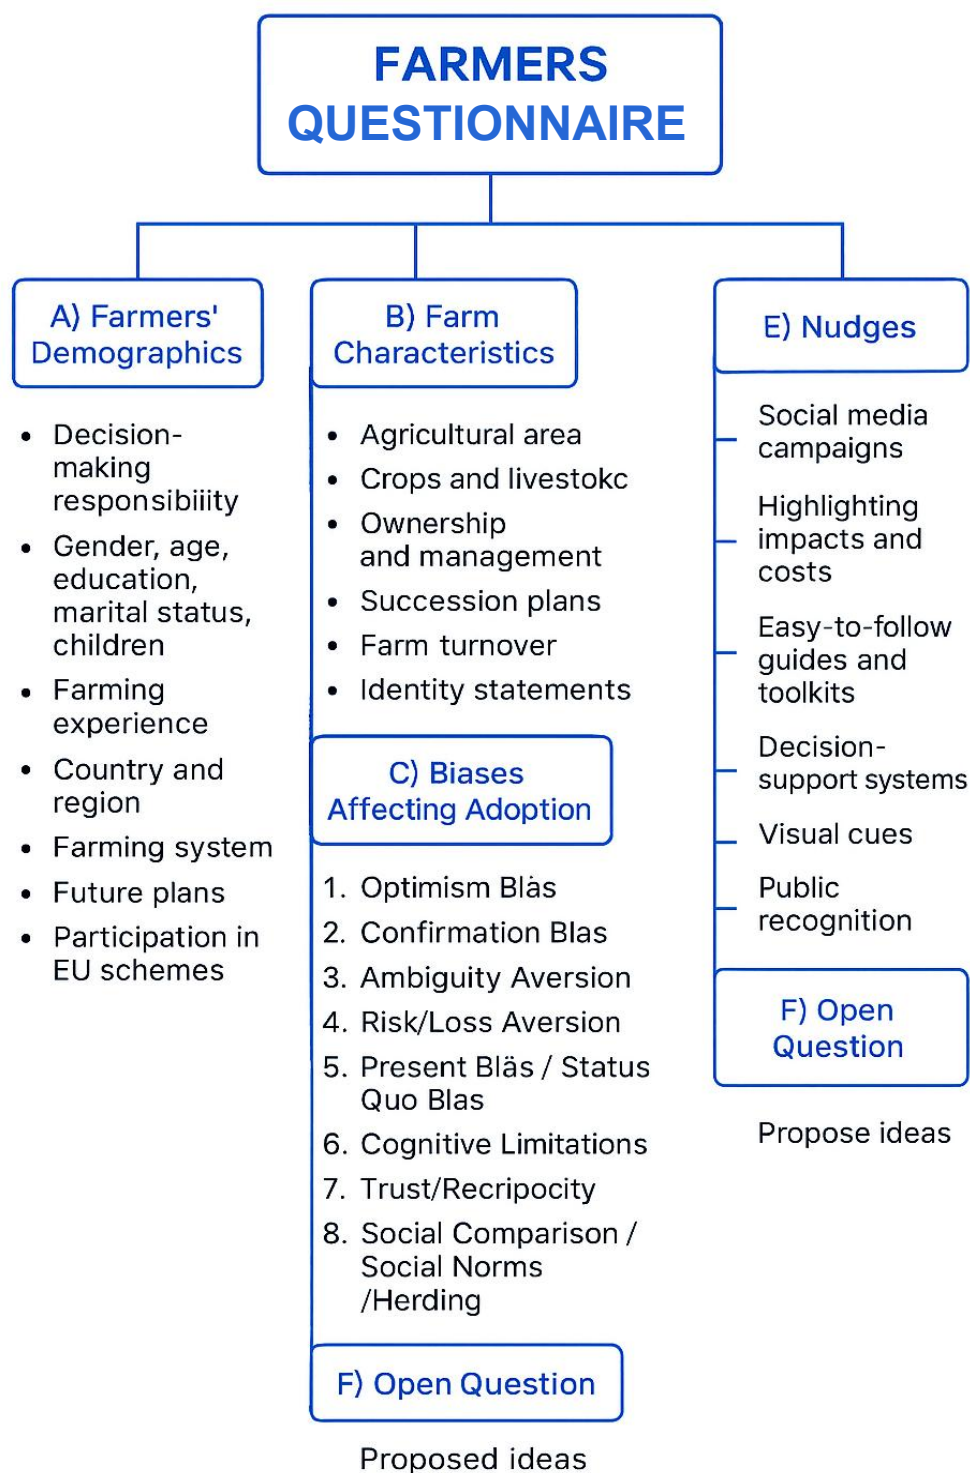 FARMERS
QUESTIONNAIRE
A) Farmers'
Demographics
• Decision-
making
responsibiiity
• Gender, age,
education,
marital status,
children
• Farming
experience
• Country and
region
• Farming system
• Future plans
• Participation in
EU schemes
B) Farm
Characteristics
• Agricultural area
• Crops and livestokc
• Ownership
and management
• Succession plans
• Farm turnover
• Identity statements
C) Biases
Affecting Adoption
1. Optimism Blàs
2. Confirmation Blas
3. Ambiguity Aversion
4. Risk/Loss Aversion
5. Present Bläs / Status
Quo Blas
6. Cognitive Limitations
7. Trust/Recripocity
8. Social Comparison /
Social Norms
/Herding
F) Open Question
Proposed ideas
E) Nudges
Social media
campaigns
Highlighting
impacts and
costs
Easy-to-follow
guides and
toolkits
Decision-
support systems
Visual cues
Public
recognition
F) Open
Question
Propose ideas